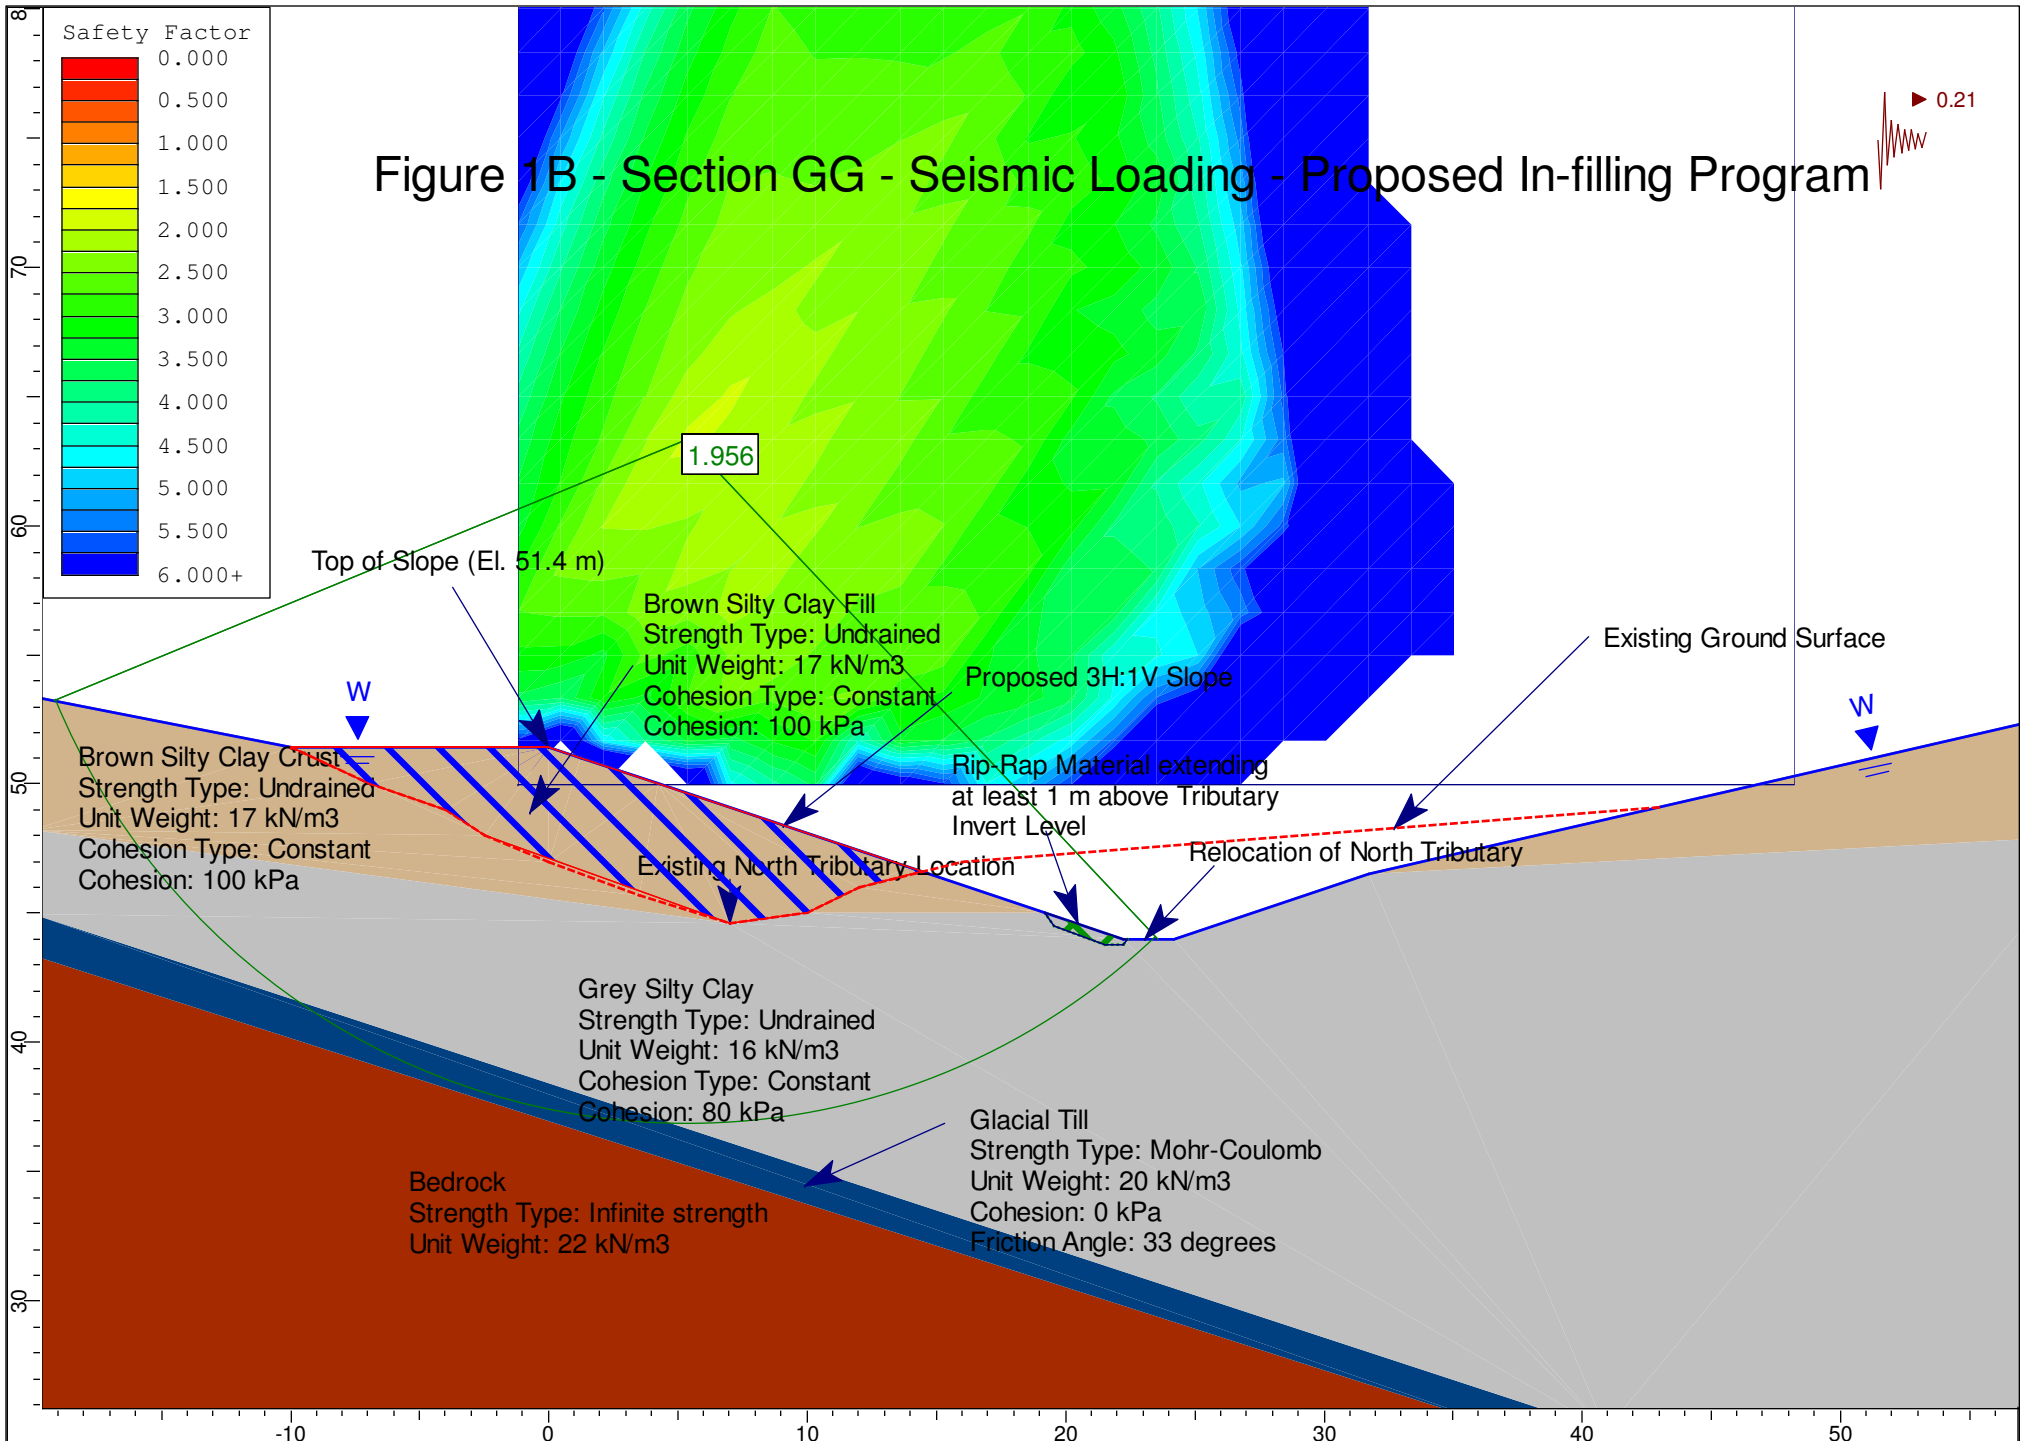 Safety Factor
0.000
0.500
1.000
1.500
2.000
2.500
3.000
3.500
4.000
4.500
5.000
5.500
6.000+
0.21
Figure 1B - Section GG - Seismic Loading - Proposed In-filling Program
1.956
Top of Slope (El. 51.4 m)
Brown Silty Clay Fill
Strength Type: Undrained
Unit Weight: 17 kN/m3
Cohesion Type: Constant
Cohesion: 100 kPa
Proposed 3H:1V Slope
Existing Ground Surface
W
W
Brown Silty Clay Crust
Strength Type: Undrained
Unit Weight: 17 kN/m3
Cohesion Type: Constant
Cohesion: 100 kPa
Rip-Rap Material extending
at least 1 m above Tributary
Invert Level
Existing North Tributary Location
Relocation of North Tributary
Grey Silty Clay
Strength Type: Undrained
Unit Weight: 16 kN/m3
Cohesion Type: Constant
Cohesion: 80 kPa
Glacial Till
Strength Type: Mohr-Coulomb
Unit Weight: 20 kN/m3
Cohesion: 0 kPa
Friction Angle: 33 degrees
Bedrock
Strength Type: Infinite strength
Unit Weight: 22 kN/m3
8
70
60
50
40
30
-10
0
10
20
30
40
50